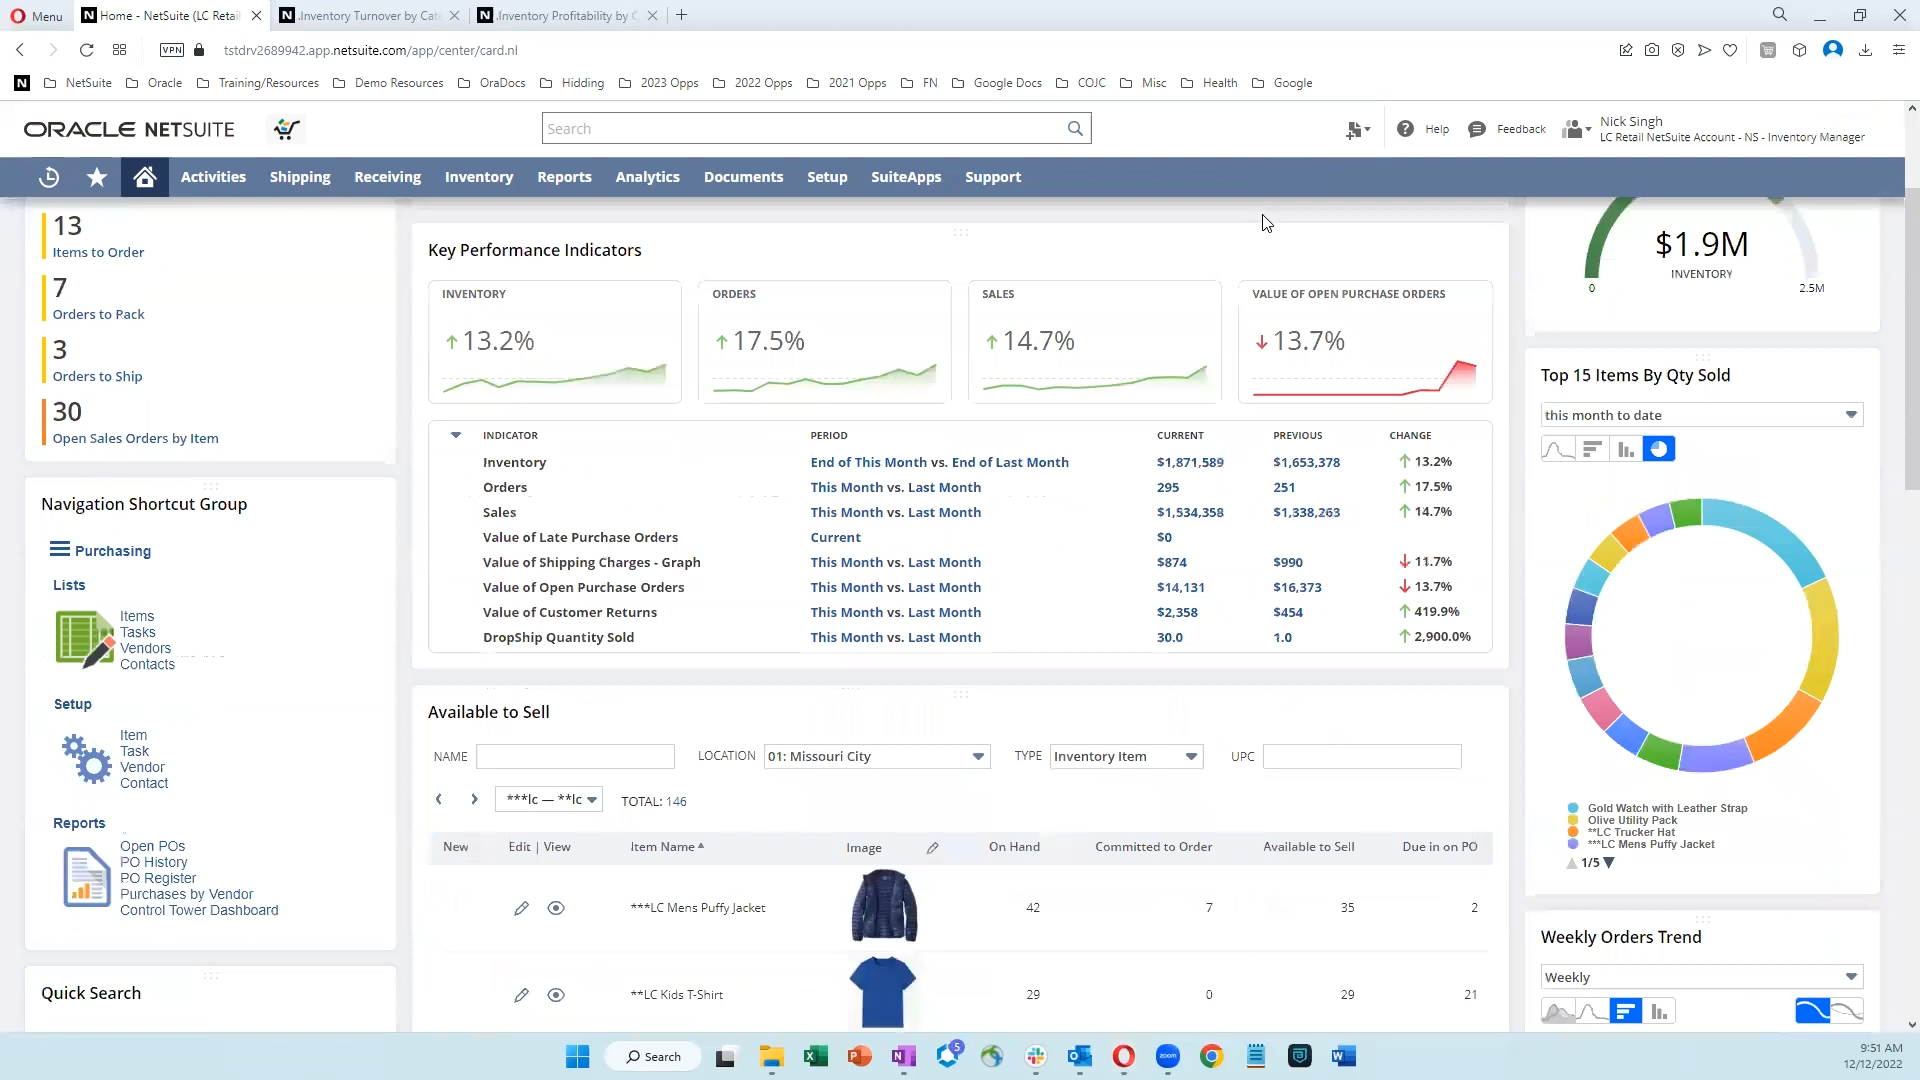 Menu
Home - NetSuite (LC Retail
.Inventory Turnover by Cate
.Inventory Profitability by C
VPN
tstdrv2689942.app.netsuite.com/app/center/card.nl
N NetSuite Oracle Training/Resources Demo Resources OraDocs Hidding 2023 Opps 2022 Opps 2021 Opps FN Google Docs COJC Misc Health Google
ORACLE NETSUITE
Search
Help
Feedback
Nick Singh
LC Retail NetSuite Account - NS - Inventory Manager
Activities Shipping Receiving Inventory Reports Analytics Documents Setup SuiteApps Support
13
Items to Order
7
Orders to Pack
3
Orders to Ship
30
Open Sales Orders by Item
Navigation Shortcut Group
Purchasing
Lists
Items
Tasks
Vendors
Contacts
Setup
Item
Task
Vendor
Contact
Reports
Open POs
PO History
PO Register
Purchases by Vendor
Control Tower Dashboard
Quick Search
Key Performance Indicators
INVENTORY
13.2%
ORDERS
17.5%
SALES
14.7%
VALUE OF OPEN PURCHASE ORDERS
13.7%
INDICATOR PERIOD CURRENT PREVIOUS CHANGE
Inventory End of This Month vs. End of Last Month $1,871,589 $1,653,378 13.2%
Orders This Month vs. Last Month 295 251 17.5%
Sales This Month vs. Last Month $1,534,358 $1,338,263 14.7%
Value of Late Purchase Orders Current $0
Value of Shipping Charges - Graph This Month vs. Last Month $874 $990 11.7%
Value of Open Purchase Orders This Month vs. Last Month $14,131 $16,373 13.7%
Value of Customer Returns This Month vs. Last Month $2,358 $454 419.9%
DropShip Quantity Sold This Month vs. Last Month 30.0 1.0 2,900.0%
Available to Sell
NAME LOCATION 01: Missouri City TYPE Inventory Item UPC
***lc — **lc TOTAL: 146
New Edit | View Item Name Image On Hand Committed to Order Available to Sell Due in on PO
***LC Mens Puffy Jacket 42 7 35 2
**LC Kids T-Shirt 29 0 29 21
$1.9M
INVENTORY
0 2.5M
Top 15 Items By Qty Sold
this month to date
Gold Watch with Leather Strap
Olive Utility Pack
**LC Trucker Hat
***LC Mens Puffy Jacket
1/5
Weekly Orders Trend
Weekly
Search
5
zoom
9:51 AM
12/12/2022